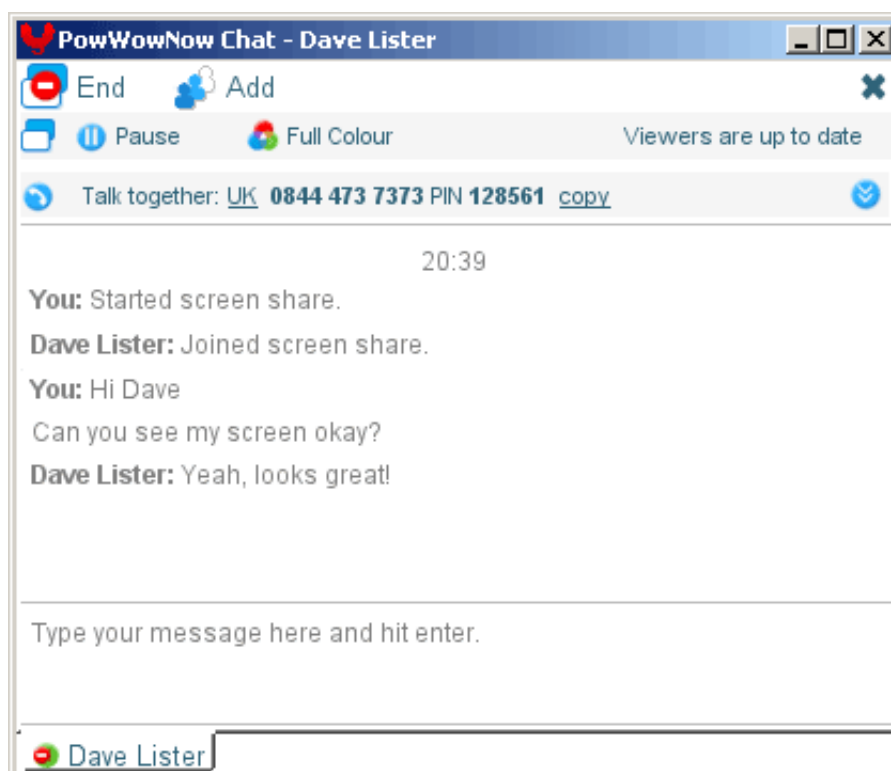 PowWowNow Chat - Dave Lister
End Add
Pause Full Colour Viewers are up to date
Talk together: UK 0844 473 7373 PIN 128561 copy
20:39
You: Started screen share.
Dave Lister: Joined screen share.
You: Hi Dave
Can you see my screen okay?
Dave Lister: Yeah, looks great!
Type your message here and hit enter.
Dave Lister